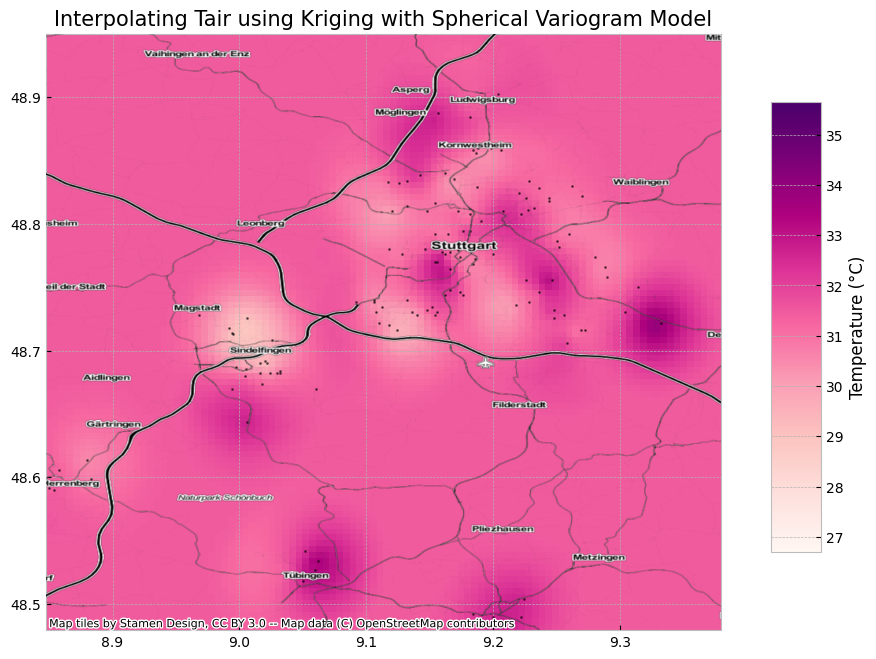 Interpolating Tair using Kriging with Spherical Variogram Model
Mit
Vaihingen an der Enz
Asperg
48.9
Ludwigsburg
Möglingen
Kornwestheim
Waiblingen
48.8
sheim
Leonberg
Stuttgart
eil der Stadt
Magstadt
De
48.7
Sindelfingen
Aidlingen
Filderstadt
Gärtringen
48.6
Herrenberg
Naturpark Schönbuch
Pliezhausen
Metzingen
rf
Tübingen
48.5
Map tiles by Stamen Design, CC BY 3.0 -- Map data (C) OpenStreetMap contributors
8.9 9.0 9.1 9.2 9.3
35
34
33
32
31
30
29
28
27
Temperature (°C)